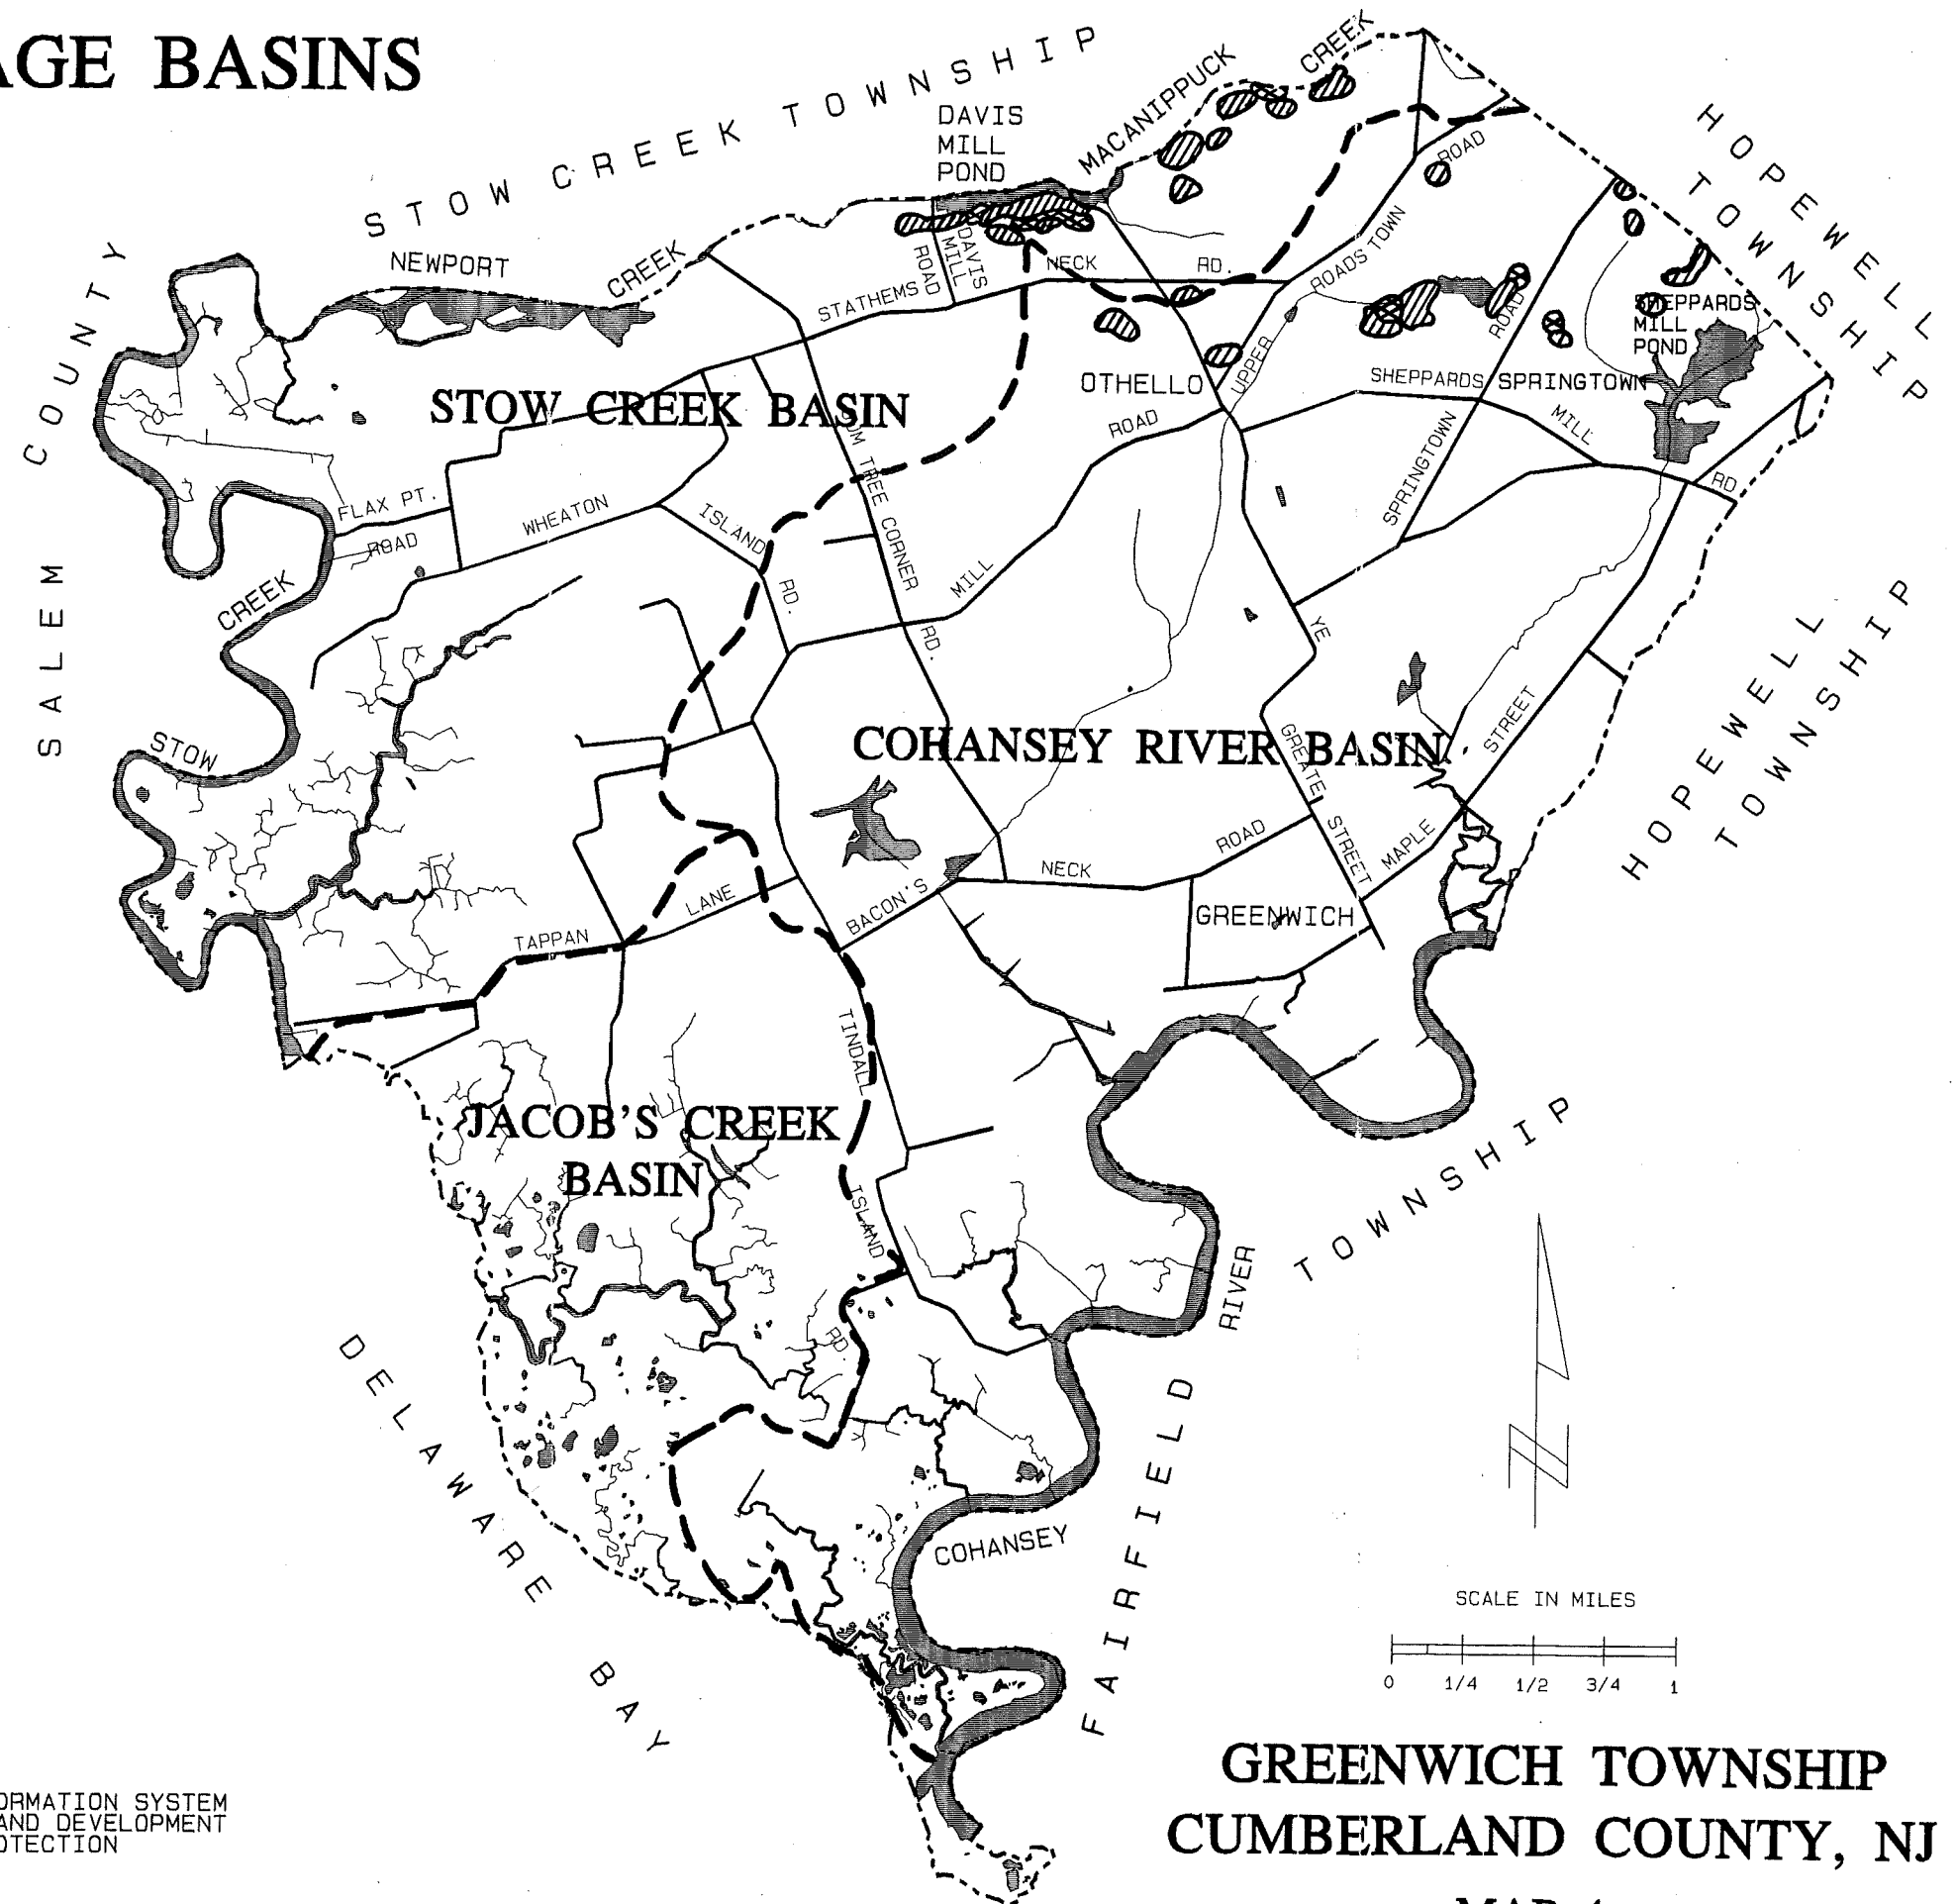 AGE BASINS
STOW CREEK TOWNSHIP
DAVIS
MILL
POND
MACANIPPUCK CREEK
HOPEWELL
TOWNSHIP
SALEM COUNTY
NEWPORT CREEK
STATHEMS
DAVIS
MILL
ROAD
NECK RD.
ROADS TOWN
ROAD
UPPER
ROAD
SHEPPARDS
MILL
POND
STOW CREEK BASIN
OTHELLO
SHEPPARDS
SPRINGTOWN
MILL
RD
SPRINGTOWN
ROAD
MILL
TREE CORNER
RD.
FLAX PT.
ROAD
WHEATON
ISLAND
RD.
CREEK
STOW
YE
GREATE
STREET
COHANSEY RIVER BASIN
STREET
MAPLE
HOPEWELL
TOWNSHIP
BACON'S
NECK
ROAD
GREENWICH
LANE
TAPPAN
TINDALL
ISLAND
RD.
JACOB'S CREEK
BASIN
DELAWARE BAY
COHANSEY
RIVER
FAIRFIELD
TOWNSHIP
SCALE IN MILES
0 1/4 1/2 3/4 1
GREENWICH TOWNSHIP
CUMBERLAND COUNTY, NJ
ORMATION SYSTEM
AND DEVELOPMENT
OTECTION